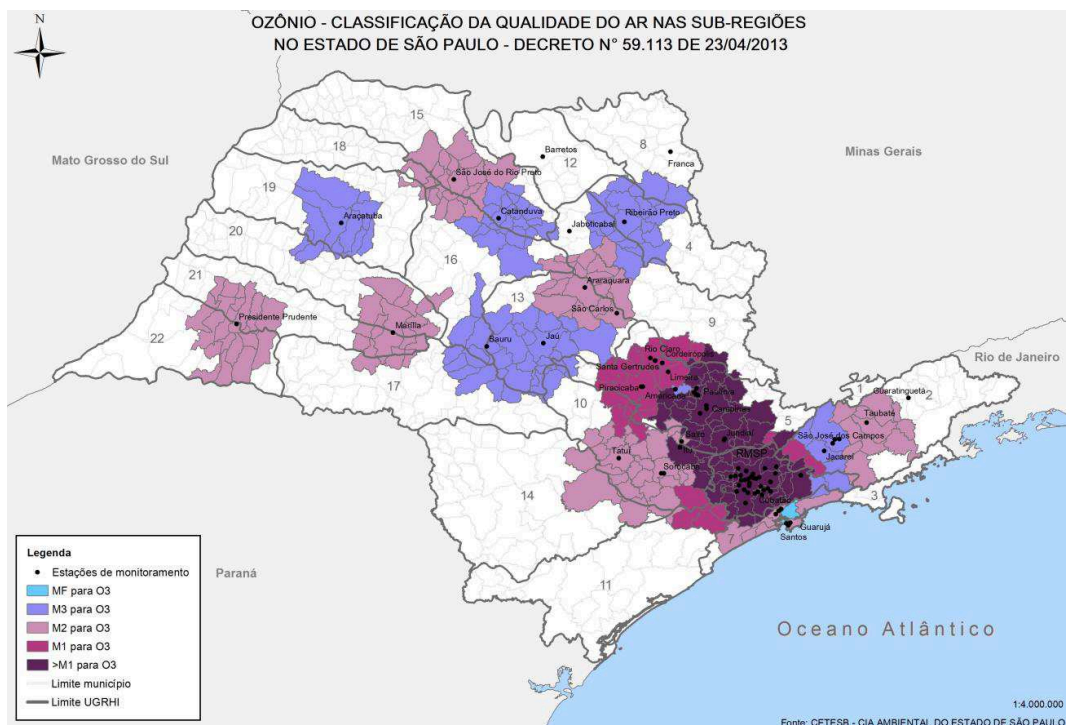 OZÔNIO - CLASSIFICAÇÃO DA QUALIDADE DO AR NAS SUB-REGIÕES
NO ESTADO DE SÃO PAULO - DECRETO N° 59.113 DE 23/04/2013
N
Mato Grosso do Sul
Minas Gerais
Rio de Janeiro
Paraná
Oceano Atlântico
15
18
Barretos
12
8
Franca
São José do Rio Preto
19
Araçatuba
Catanduva
Ribeirão Preto
Jaboticabal
20
16
4
21
Araraquara
13
São Carlos
9
Presidente Prudente
22
Marília
Bauru
Jaú
17
Rio Claro
Cordeirópolis
Santa Gertrudes
Limeira
Piracicaba
Americana
Paulínia
10
Campinas
1
Guaratinguetá
2
Taubaté
5
Jundiaí
São José dos Campos
Jacareí
Itu
Tatuí
RMSP
Sorocaba
14
Cubatão
3
Guarujá
Santos
7
11
Legenda
Estações de monitoramento
MF para O3
M3 para O3
M2 para O3
M1 para O3
>M1 para O3
Limite município
Limite UGRHI
1:4.000.000
Fonte: CETESB - CIA AMBIENTAL DO ESTADO DE SÃO PAULO